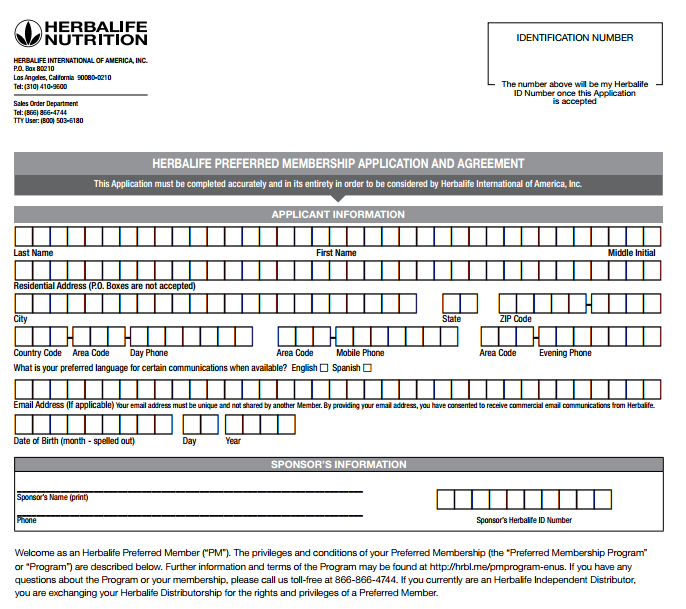 HERBALIFE
NUTRITION
HERBALIFE INTERNATIONAL OF AMERICA, INC.
P.O. Box 80210
Los Angeles, California 90080-0210
Tel: (310) 410-9600
Sales Order Department
Tel: (866) 866-4744
TTY User: (800) 503-6180
IDENTIFICATION NUMBER
The number above will be my Herbalife
ID Number once this Application
is accepted
HERBALIFE PREFERRED MEMBERSHIP APPLICATION AND AGREEMENT
This Application must be completed accurately and in its entirety in order to be considered by Herbalife International of America, Inc.
APPLICANT INFORMATION
Last Name First Name Middle Initial
Residential Address (P.O. Boxes are not accepted)
City State ZIP Code
Country Code Area Code Day Phone Area Code Mobile Phone Area Code Evening Phone
What is your preferred language for certain communications when available? English Spanish
Email Address (If applicable) Your email address must be unique and not shared by another Member. By providing your email address, you have consented to receive commercial email communications from Herbalife.
Date of Birth (month - spelled out) Day Year
SPONSOR'S INFORMATION
Sponsor's Name (print)
Phone Sponsor's Herbalife ID Number
Welcome as an Herbalife Preferred Member ("PM"). The privileges and conditions of your Preferred Membership (the "Preferred Membership Program"
or "Program") are described below. Further information and terms of the Program may be found at http://hrbl.me/pmprogram-enus. If you have any
questions about the Program or your membership, please call us toll-free at 866-866-4744. If you currently are an Herbalife Independent Distributor,
you are exchanging your Herbalife Distributorship for the rights and privileges of a Preferred Member.